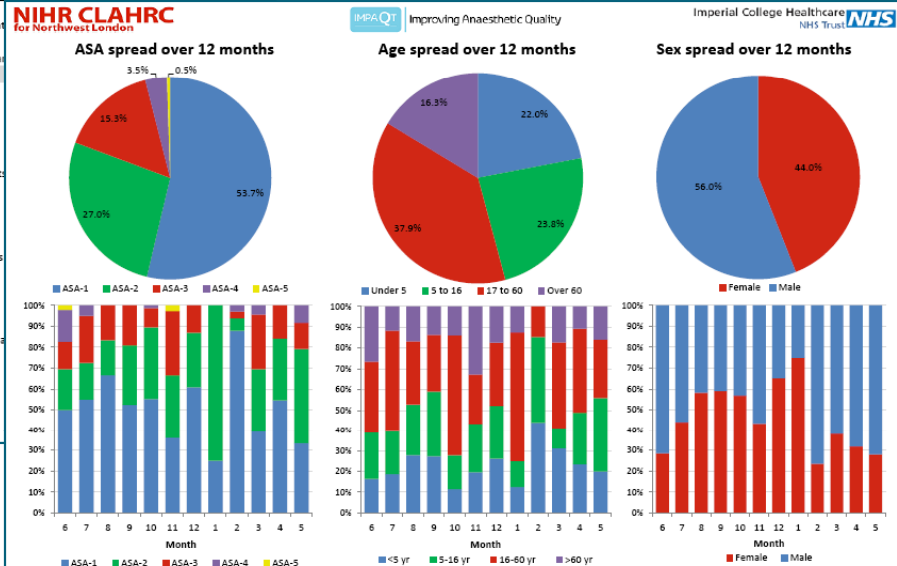 NIHR CLAHRC
for Northwest London
IMPAQT Improving Anaesthetic Quality
Imperial College Healthcare NHS
NHS Trust
ASA spread over 12 months
3.5%
0.5%
15.3%
27.0%
53.7%
ASA-1 ASA-2 ASA-3 ASA-4 ASA-5
100%
90%
80%
70%
60%
50%
40%
30%
20%
10%
0%
6 7 8 9 10 11 12 1 2 3 4 5
Month
ASA-1 ASA-2 ASA-3 ASA-4 ASA-5
Age spread over 12 months
16.3%
22.0%
37.9%
23.8%
Under 5 5 to 16 17 to 60 Over 60
100%
90%
80%
70%
60%
50%
40%
30%
20%
10%
0%
6 7 8 9 10 11 12 1 2 3 4 5
Month
<5 yr 5-16 yr 16-60 yr >60 yr
Sex spread over 12 months
56.0%
44.0%
Female Male
100%
90%
80%
70%
60%
50%
40%
30%
20%
10%
0%
6 7 8 9 10 11 12 1 2 3 4 5
Month
Female Male